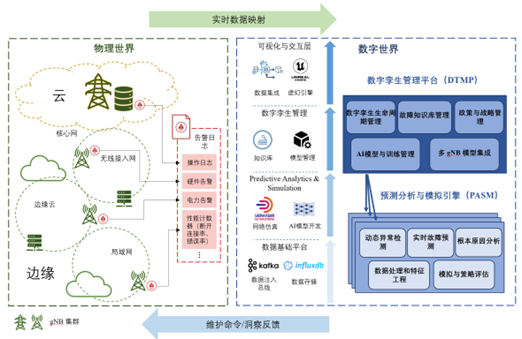 实时数据映射
物理世界
云
核心网
无线接入网
边缘云
局域网
边缘
告警日
志
操作日志
硬件告警
电力告警
性能计数
器（断开
连接率、
错误率）
⋮
gNB 集群
可视化与交互层
数据集成
UNREAL
ENGINE
虚幻引擎
数字孪生管理
知识库
模型管理
Predictive Analytics &
Simulation
网络仿真
AI模型开发
数据基础平台
kafka
influxdb
数据注入
总线
数据存储
数字世界
数字孪生管理平台（DTMP）
数字孪生生命周
期管理
故障知识库管理
政策与战略管
理
AI模型与训练管理
多 gNB 模型集成
预测分析与模拟引擎（PASM）
动态异常检
测
实时故障预
测
根本原因分析
数据处理和特征
工程
模拟与策略评估
维护命令/洞察反馈